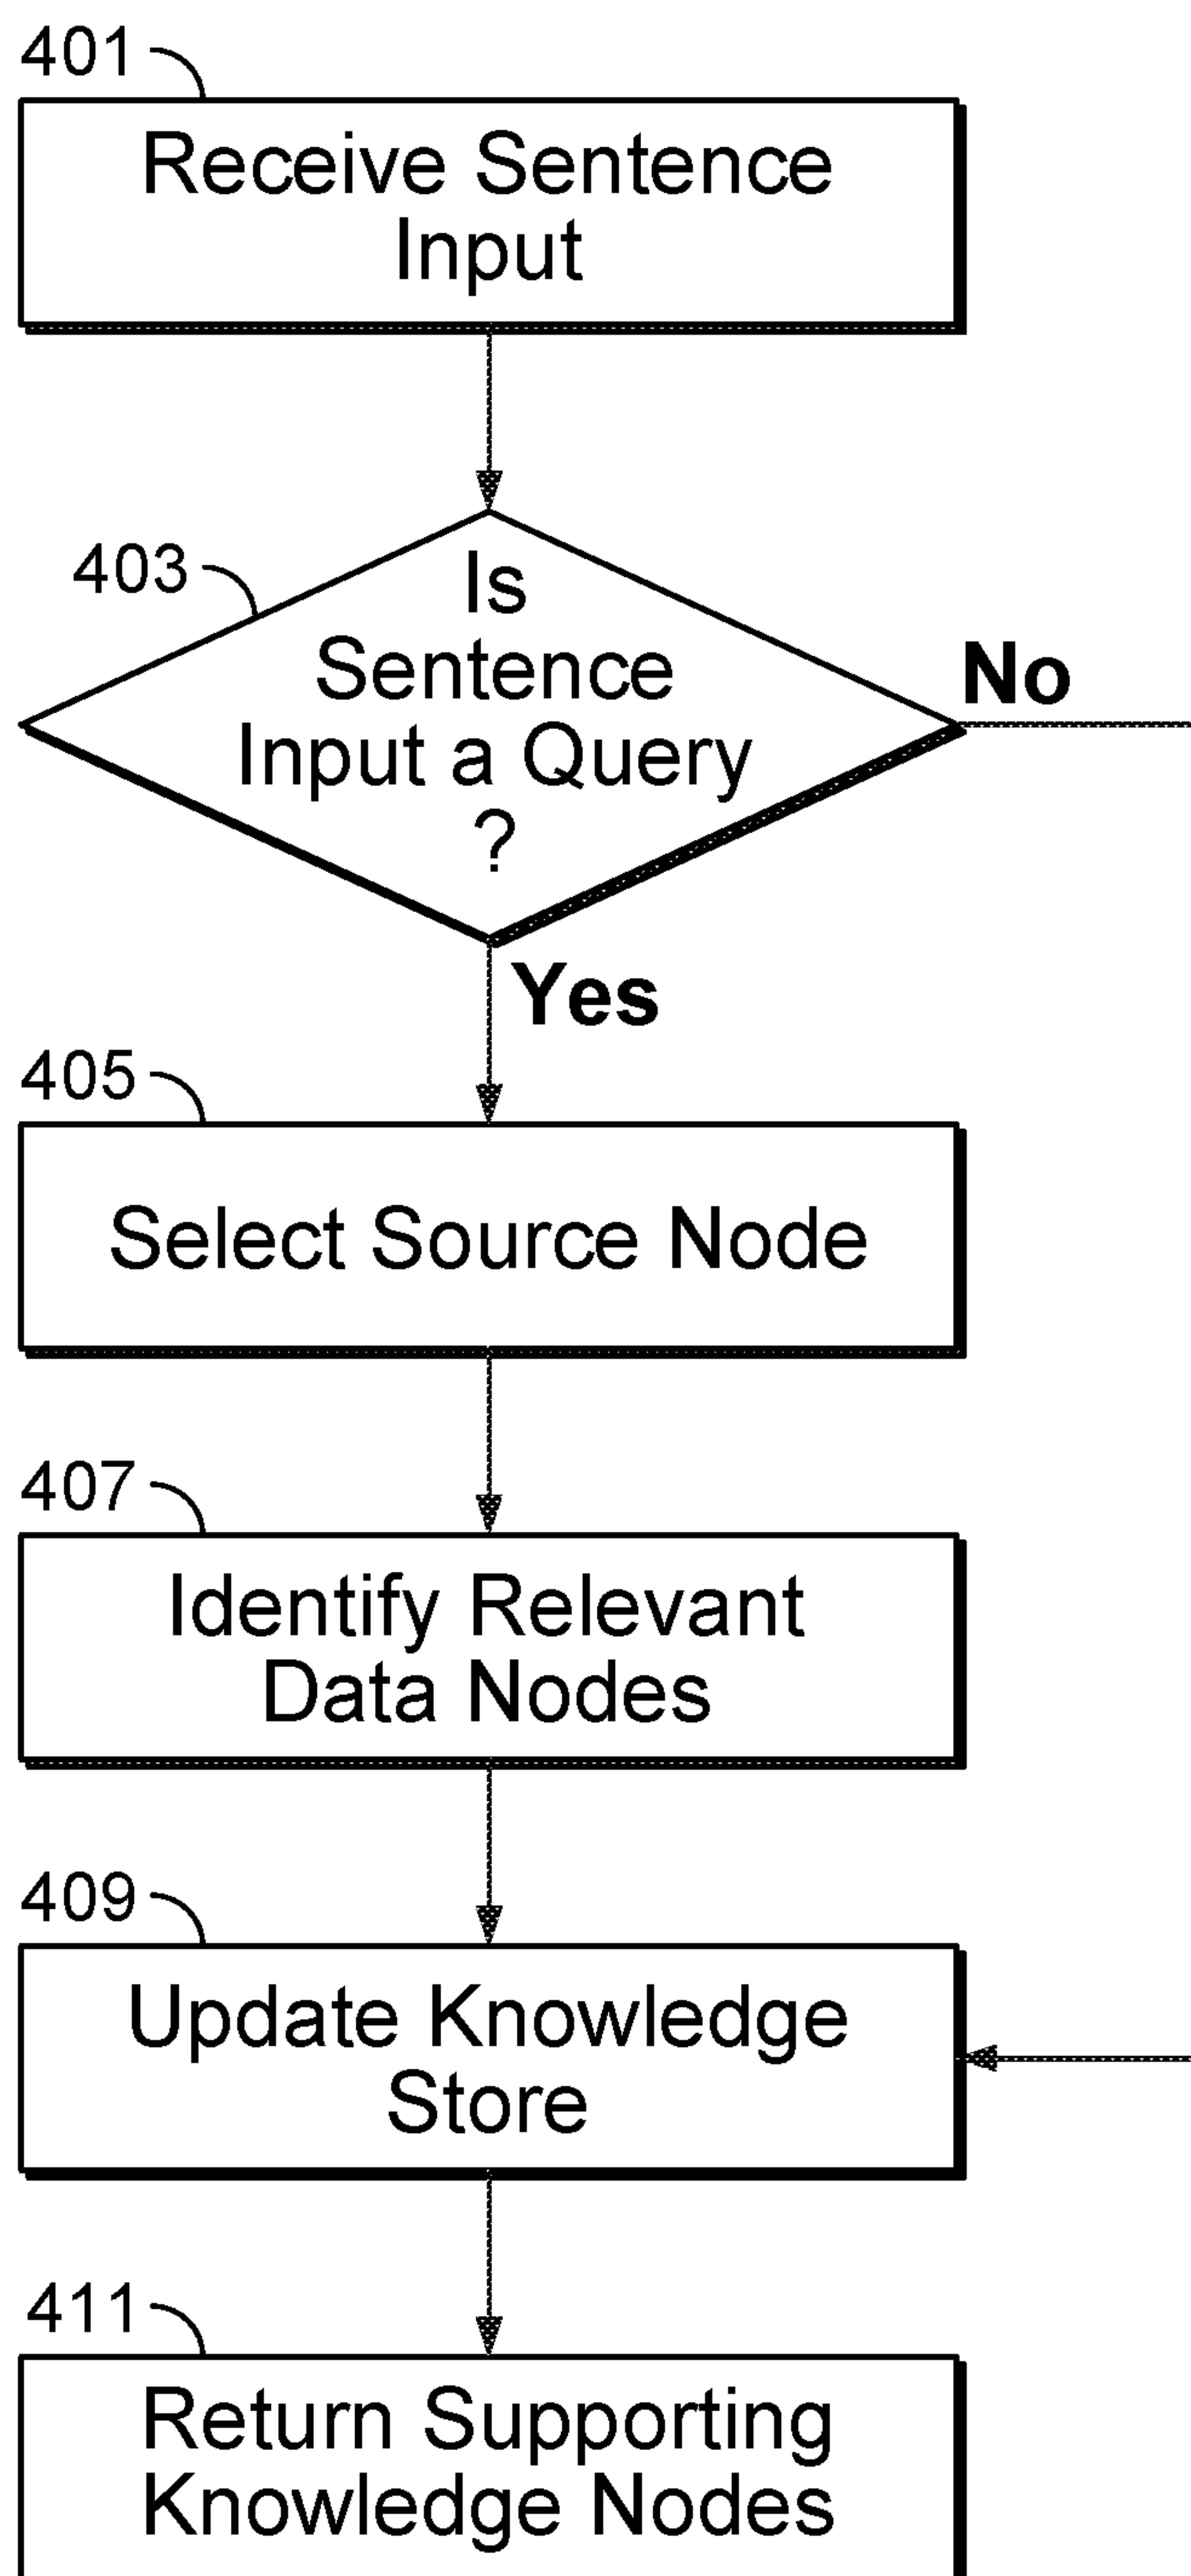 401
Receive Sentence
Input
403
Is
Sentence
Input a Query
?
No
Yes
405
Select Source Node
407
Identify Relevant
Data Nodes
409
Update Knowledge
Store
411
Return Supporting
Knowledge Nodes